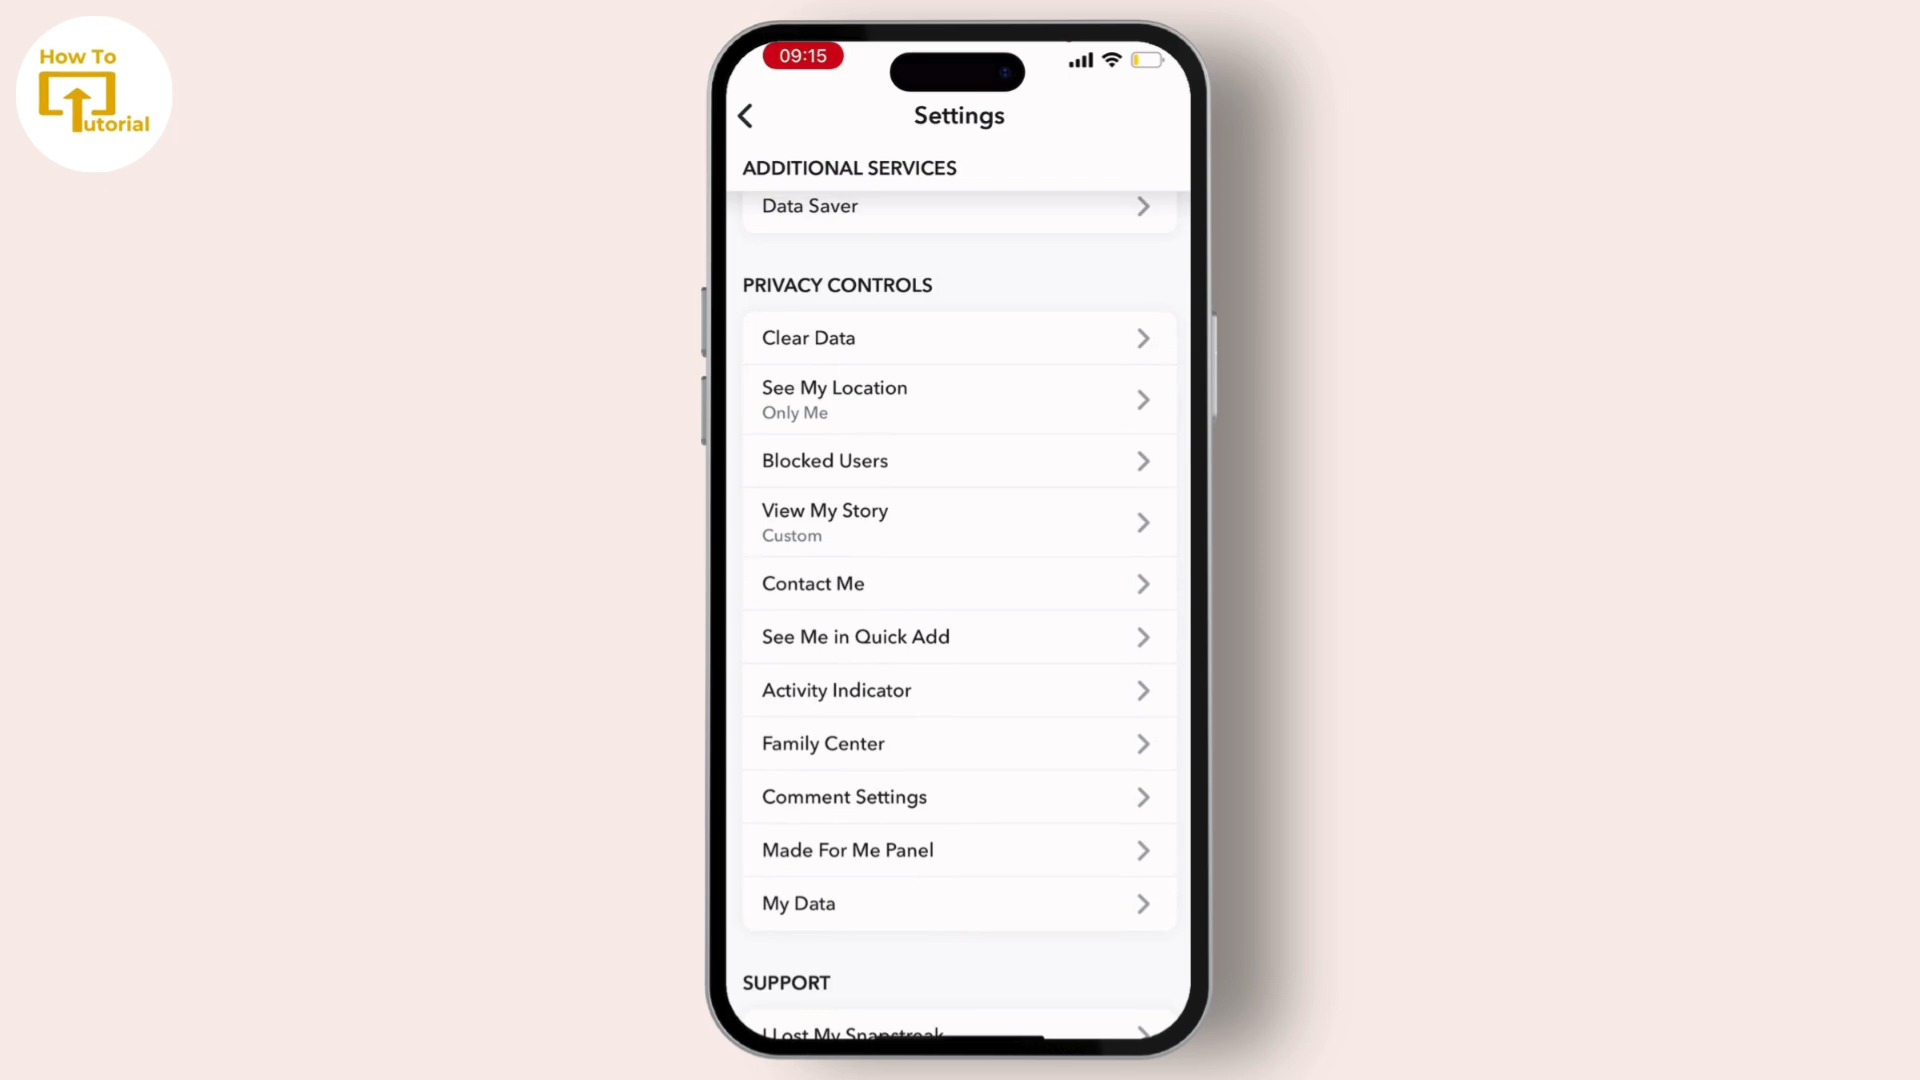 How To
Tutorial
09:15
Settings
ADDITIONAL SERVICES
Data Saver
PRIVACY CONTROLS
Clear Data
See My Location
Only Me
Blocked Users
View My Story
Custom
Contact Me
See Me in Quick Add
Activity Indicator
Family Center
Comment Settings
Made For Me Panel
My Data
SUPPORT
I Lost My Snapstreak